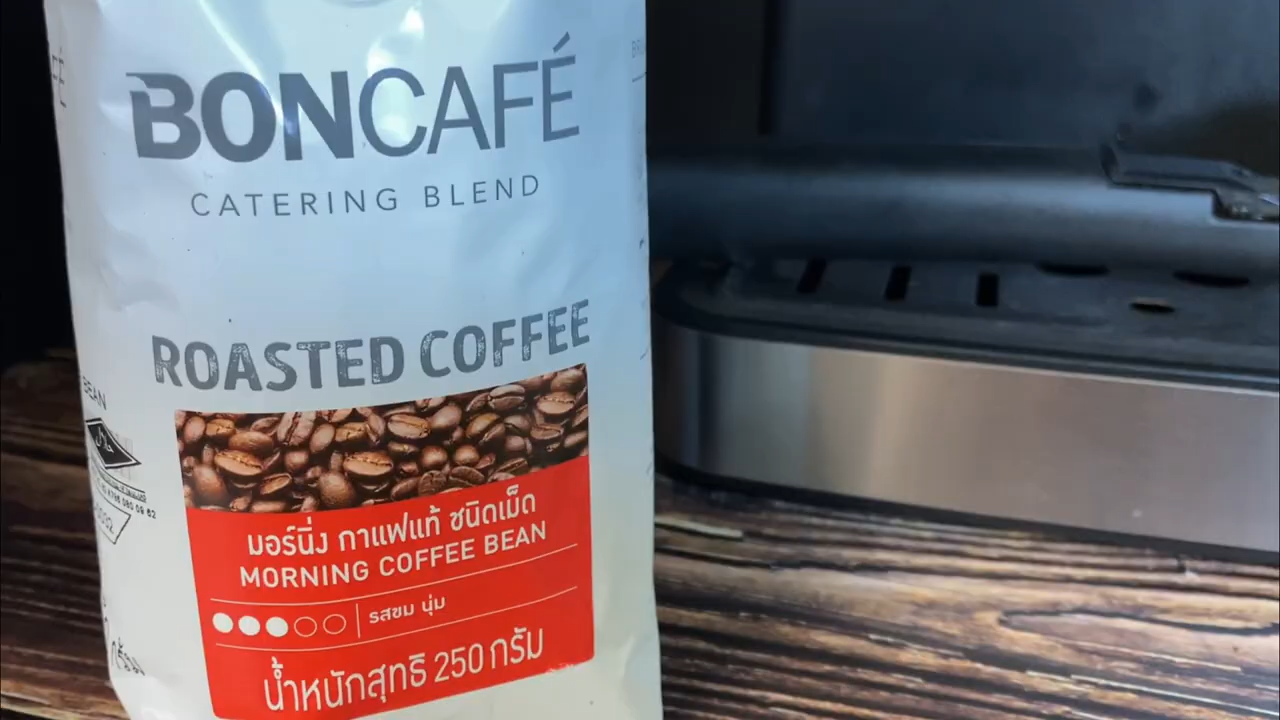 BONCAFÉ
CATERING BLEND
ROASTED COFFEE
BEAN
มอร์นิ่ง กาแฟแท้ ชนิดเม็ด
MORNING COFFEE BEAN
รสขม นุ่ม
น้ำหนักสุทธิ 250 กรัม